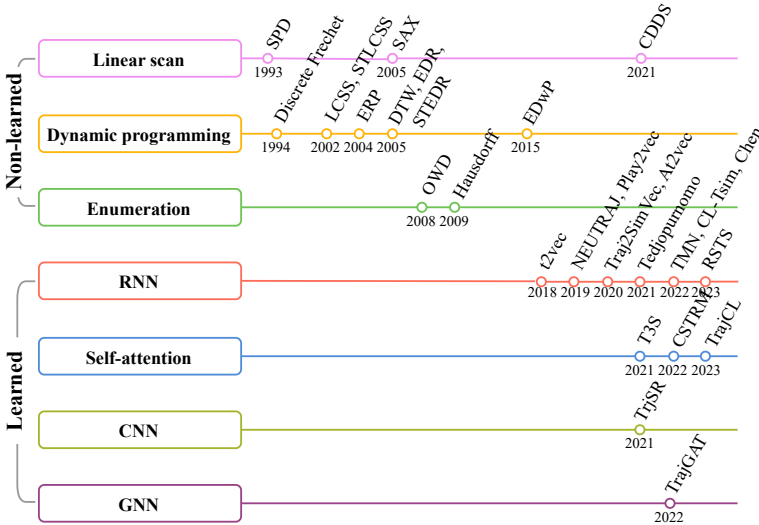 Non-learned
Linear scan
SPD
1993
SAX
2005
CDDS
2021
Dynamic programming
Discrete Frechet
1994
LCSS, STLCSS
2002
ERP
2004
DTW, EDR,
STEDR
2005
EDwP
2015
Enumeration
OWD
2008
Hausdorff
2009
Learned
RNN
t2vec
2018
NEUTRAJ, Play2vec
2019
Traj2SimVec, At2vec
2020
Tedjopurnomo
2021
TMN, CL-Tsim, Chen
2022
RSTS
2023
Self-attention
T3S
2021
CSTRM
2022
TrajCL
2023
CNN
TrjSR
2021
GNN
TrajGAT
2022